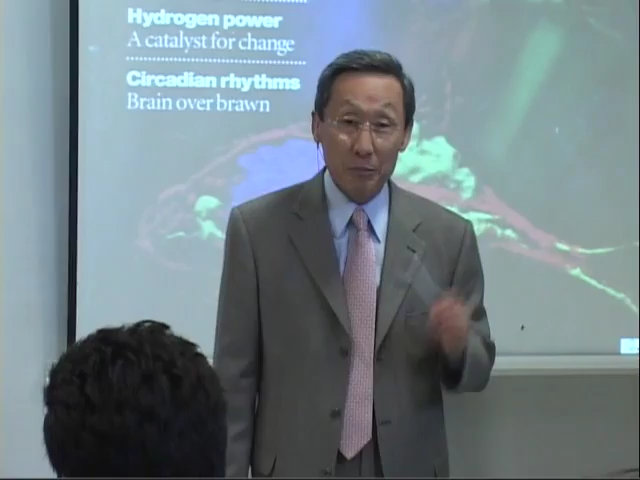 Hydrogen power
A catalyst for change
Circadian rhythms
Brain over brawn